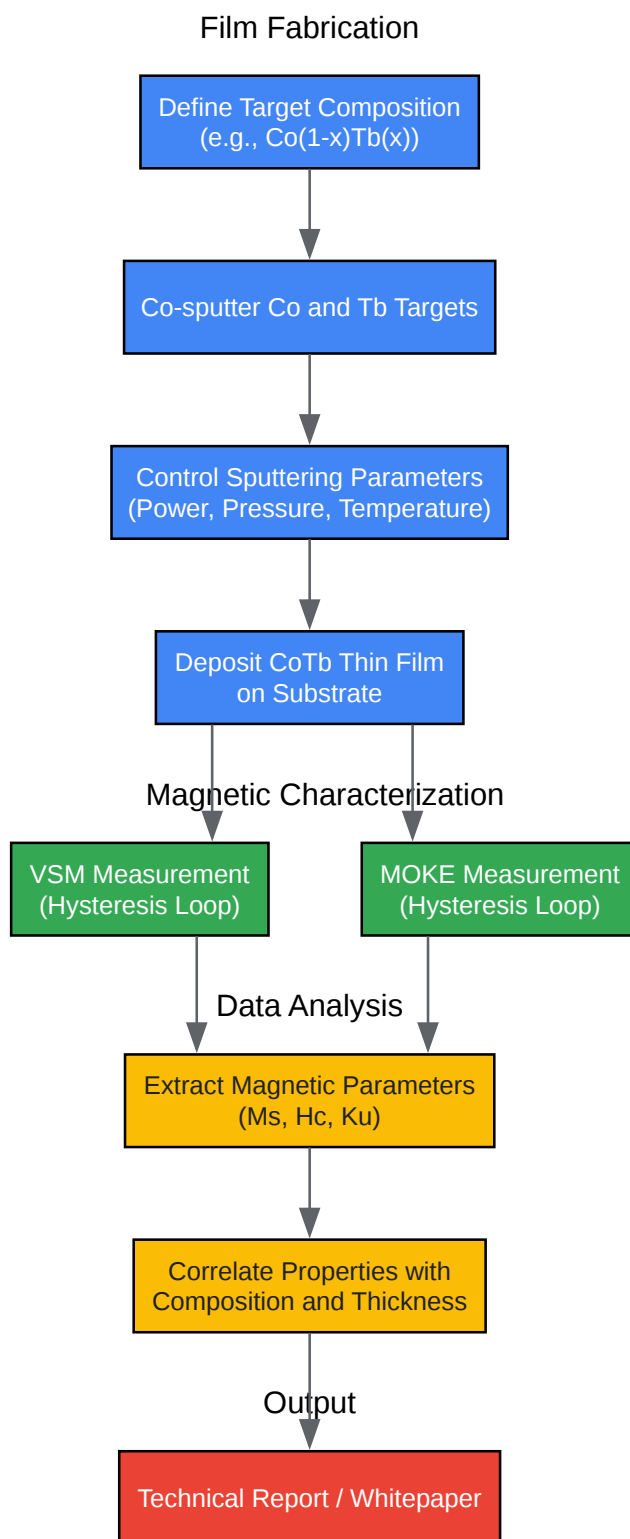 Film Fabrication
Define Target Composition
(e.g., Co(1-x)Tb(x))
Co-sputter Co and Tb Targets
Control Sputtering Parameters
(Power, Pressure, Temperature)
Deposit CoTb Thin Film
on Substrate
Magnetic Characterization
VSM Measurement
(Hysteresis Loop)
MOKE Measurement
(Hysteresis Loop)
Data Analysis
Extract Magnetic Parameters
(Ms, Hc, Ku)
Correlate Properties with
Composition and Thickness
Output
Technical Report / Whitepaper